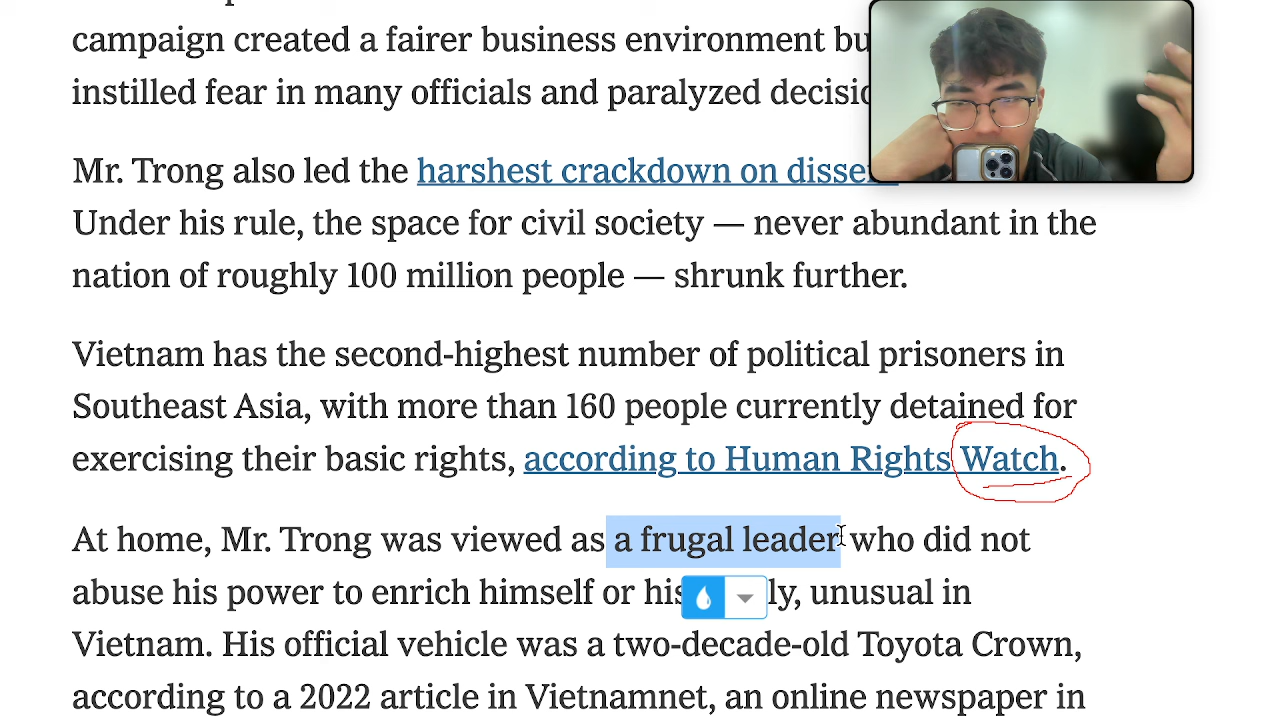 campaign created a fairer business environment
instilled fear in many officials and paralyzed
Mr. Trong also led the harshest crackdown on
Under his rule, the space for civil society — never abundant in the
nation of roughly 100 million people — shrunk further.
Vietnam has the second-highest number of political prisoners in
Southeast Asia, with more than 160 people currently detained for
exercising their basic rights, according to Human Rights Watch.
At home, Mr. Trong was viewed as a frugal leader who did not
abuse his power to enrich himself or his ly, unusual in
Vietnam. His official vehicle was a two-decade-old Toyota Crown,
according to a 2022 article in Vietnamnet, an online newspaper in